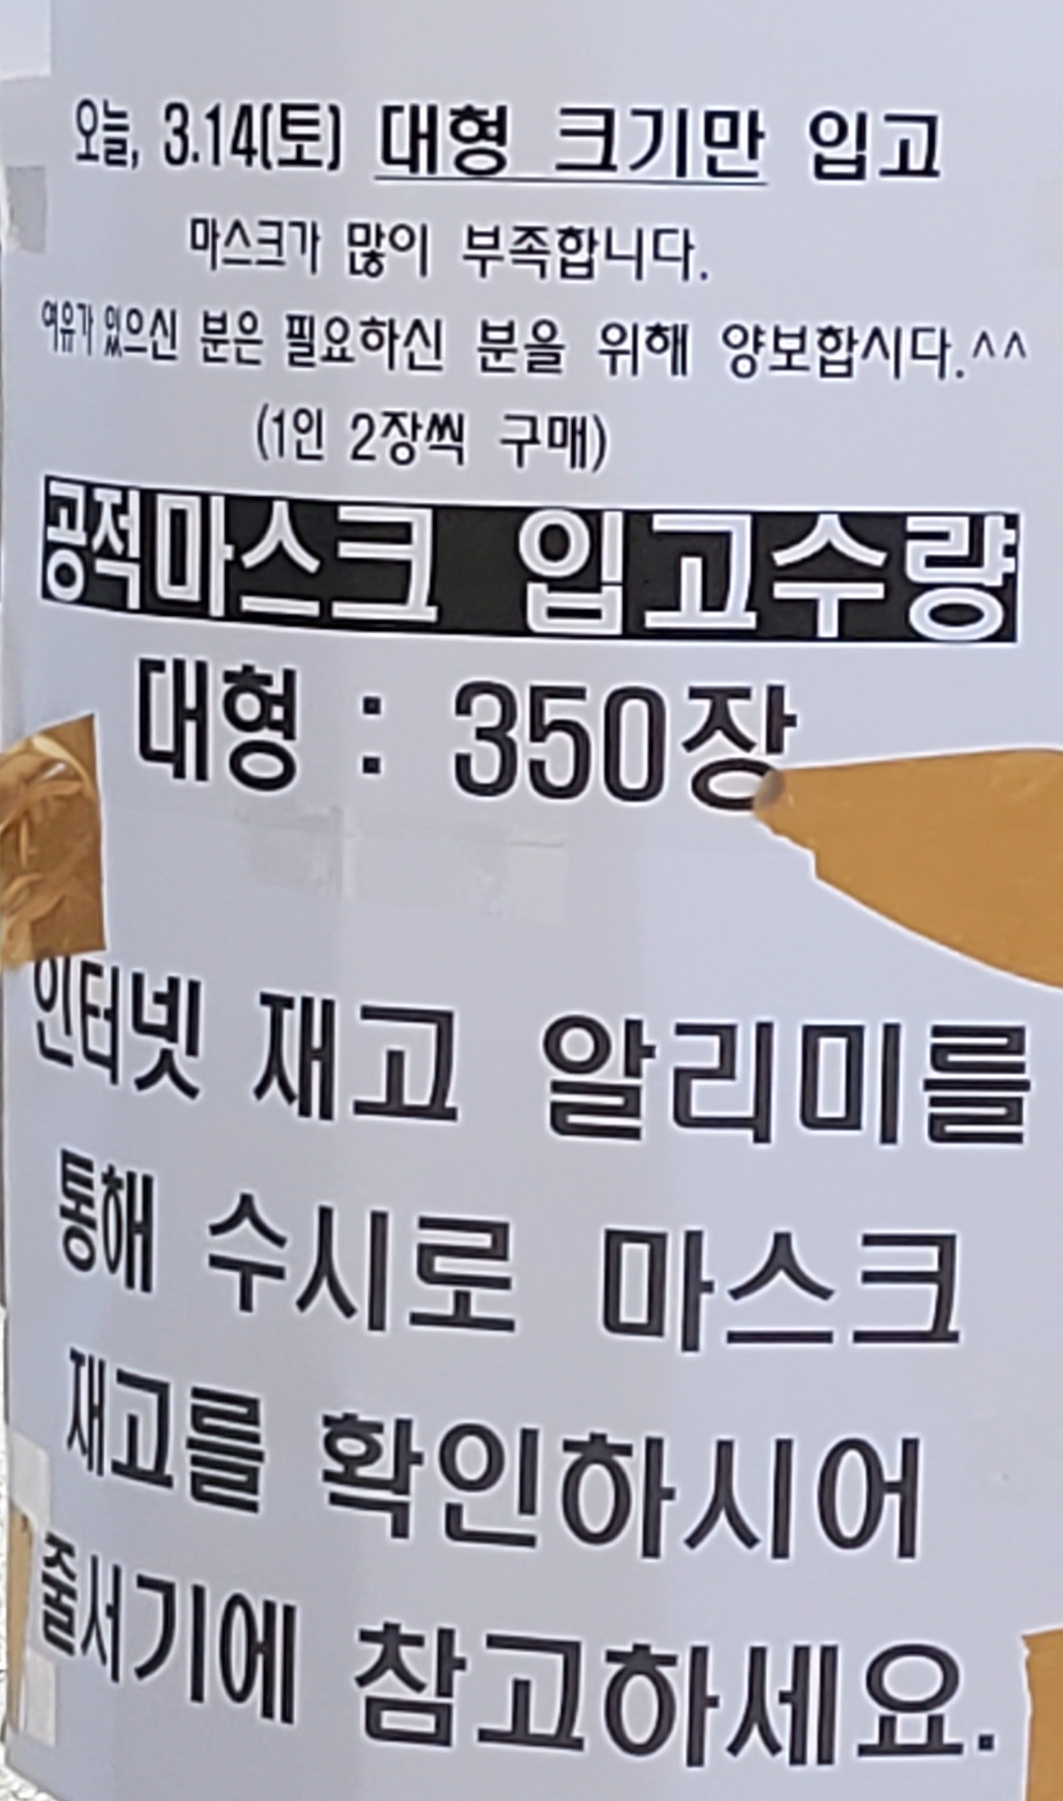 오늘, 3.14(토) 대형 크기만 입고
마스크가 많이 부족합니다.
여유가 있으신 분은 필요하신 분을 위해 양보합시다.^^
(1인 2장씩 구매)
공적마스크 입고수량
대형 : 350장
인터넷 재고 알리미를
통해 수시로 마스크
재고를 확인하시어
줄서기에 참고하세요.